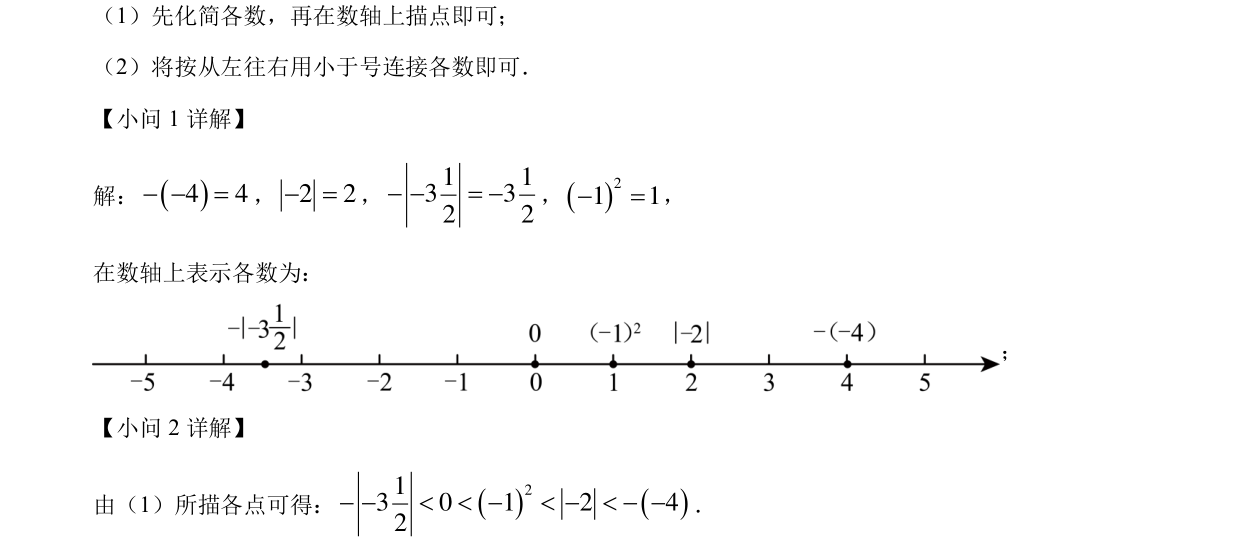 （1）先化简各数，再在数轴上描点即可；
（2）将按从左往右用小于号连接各数即可．
【小问 1 详解】
解：−(−4)=4，|−2|=2，−|−3 1/2|=−3 1/2，(−1)²=1，
在数轴上表示各数为：
−|−3 1/2| 0 (−1)² |−2| −(−4)
−5 −4 −3 −2 −1 0 1 2 3 4 5 ；
【小问 2 详解】
由（1）所描各点可得：−|−3 1/2|<0<(−1)²<|−2|<−(−4)．